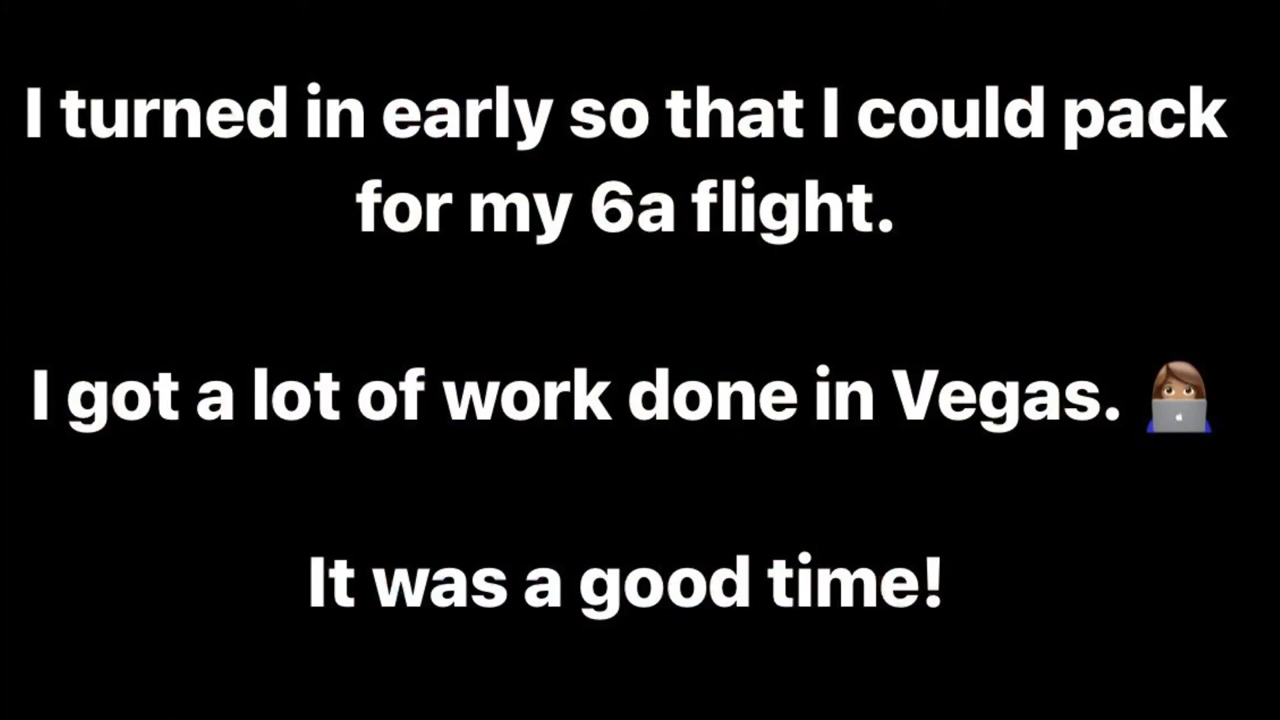 I turned in early so that I could pack
for my 6a flight.
I got a lot of work done in Vegas. 👩🏽‍💻
It was a good time!